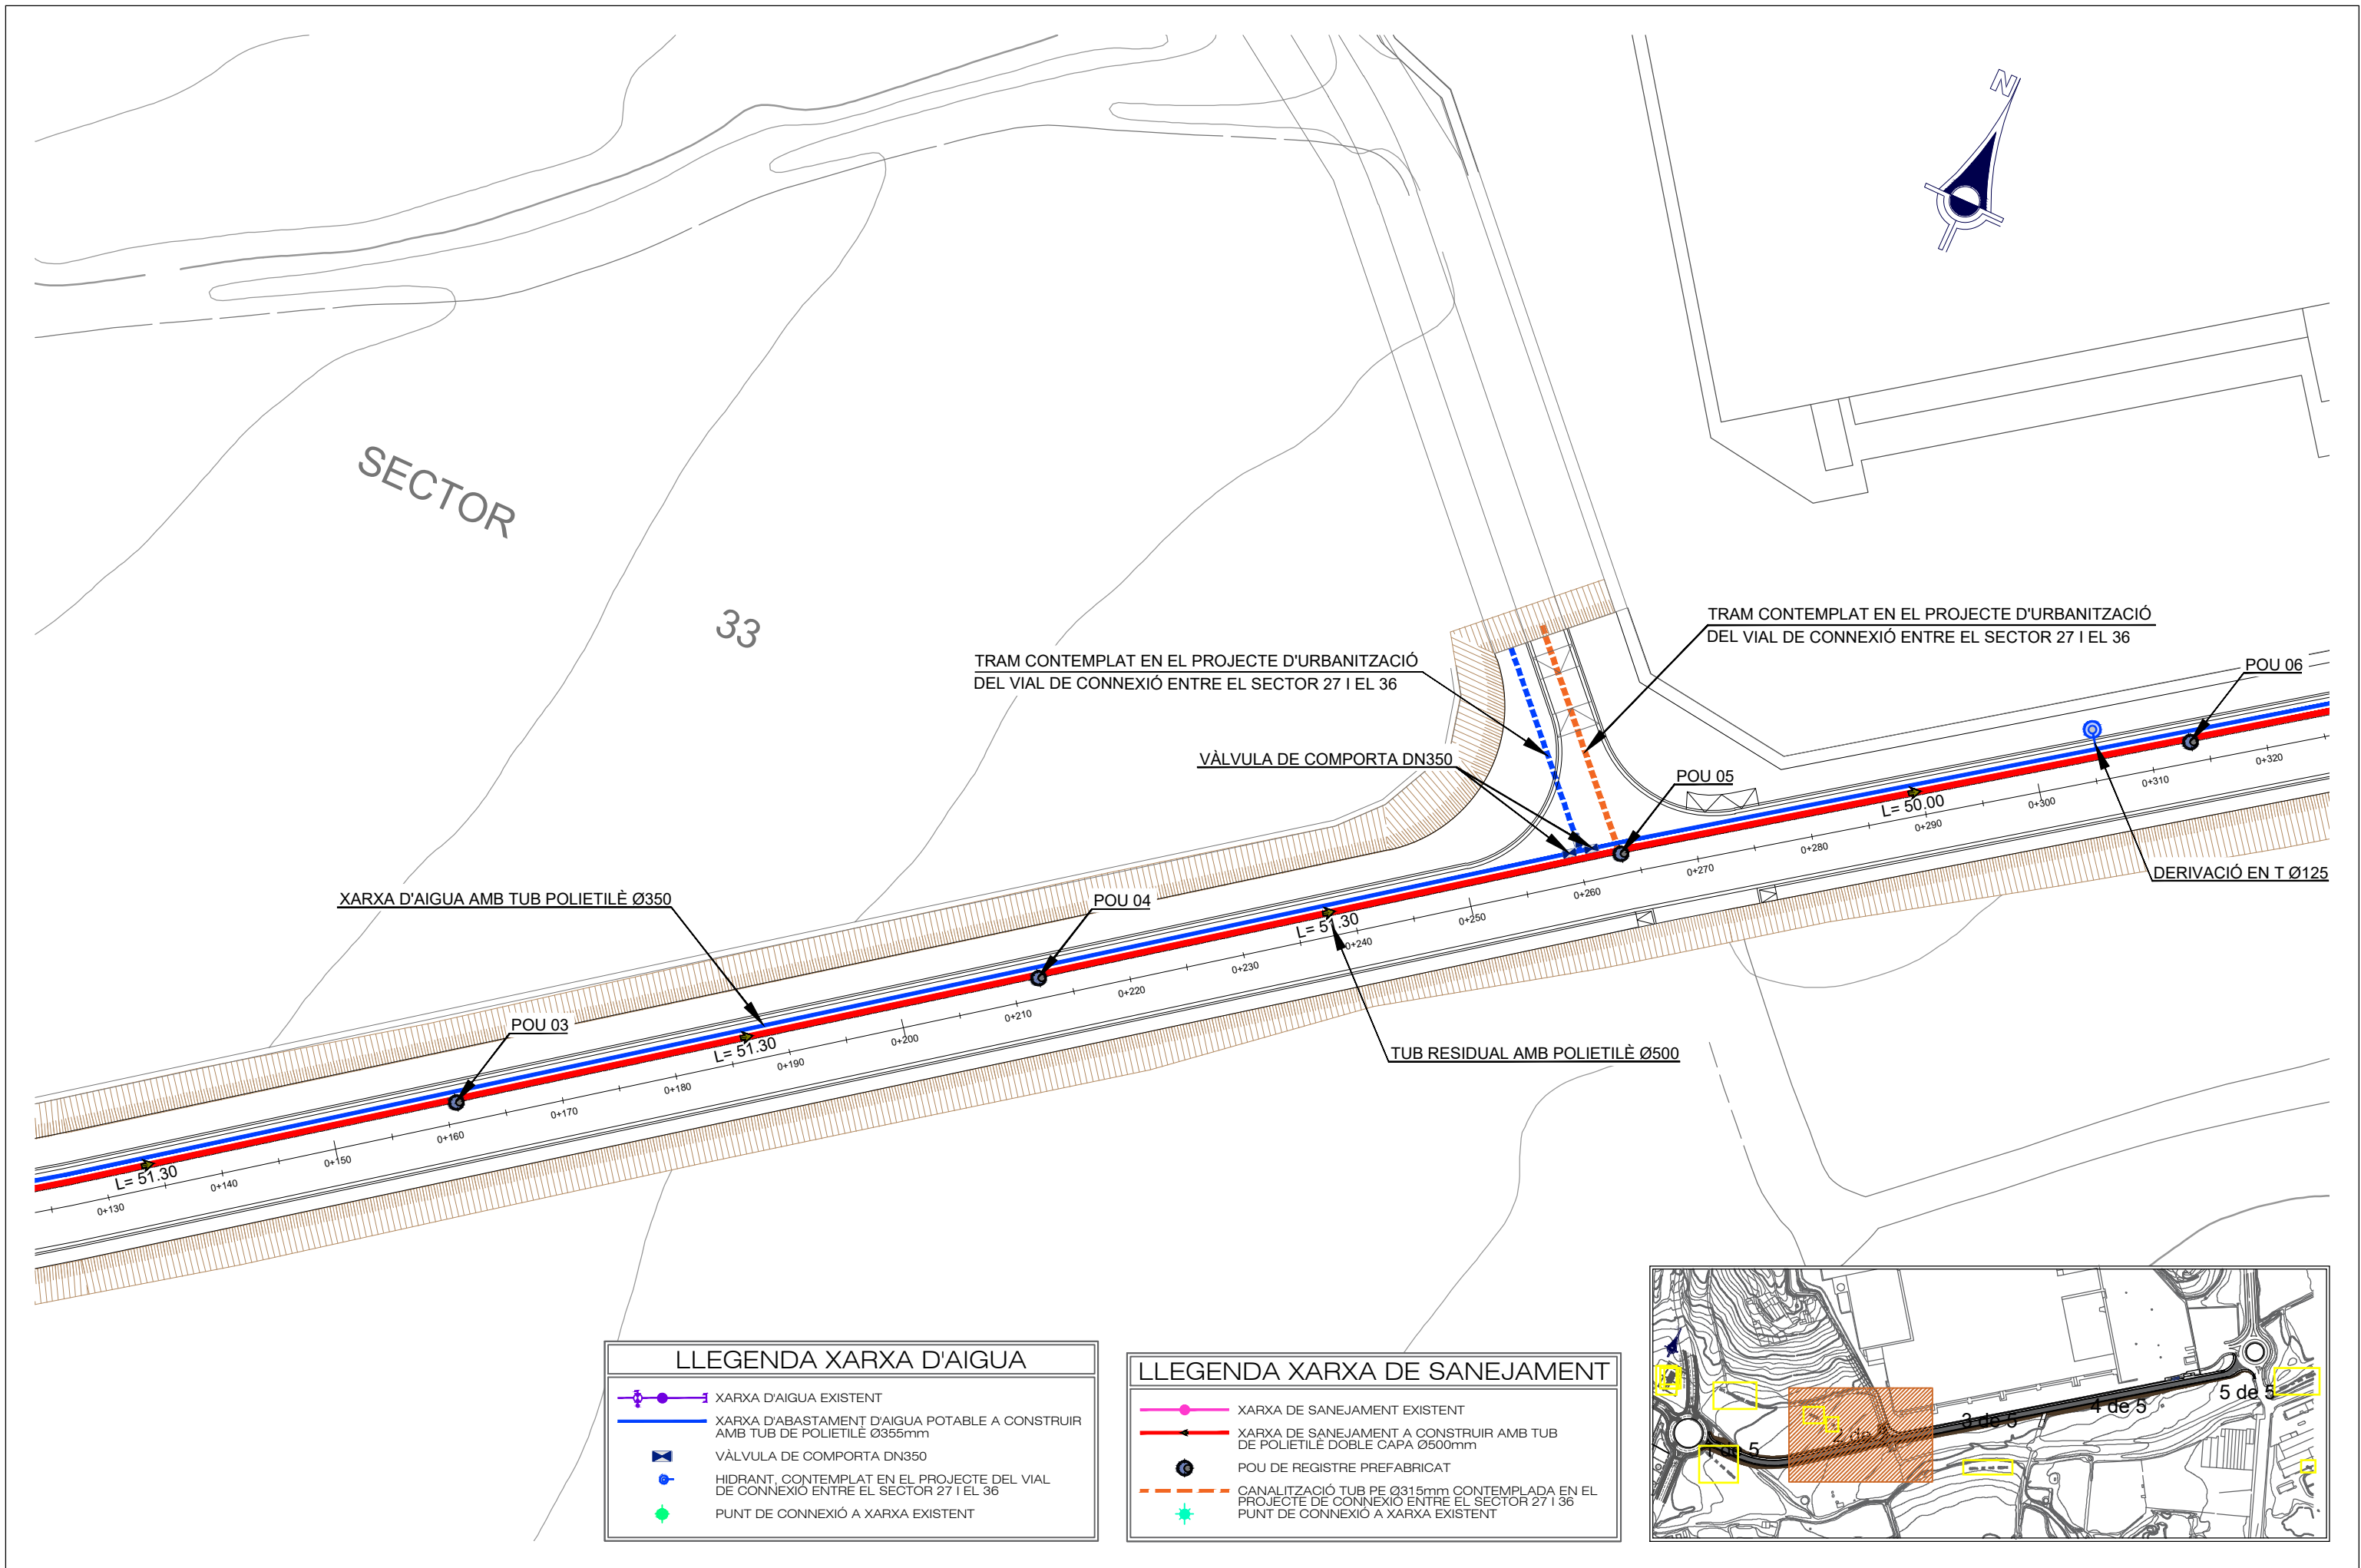 N
SECTOR
33
TRAM CONTEMPLAT EN EL PROJECTE D'URBANITZACIÓ
DEL VIAL DE CONNEXIÓ ENTRE EL SECTOR 27 I EL 36
TRAM CONTEMPLAT EN EL PROJECTE D'URBANITZACIÓ
DEL VIAL DE CONNEXIÓ ENTRE EL SECTOR 27 I EL 36
POU 06
VÀLVULA DE COMPORTA DN350
POU 05
L= 50.00
DERIVACIÓ EN T Ø125
XARXA D'AIGUA AMB TUB POLIETILÈ Ø350
POU 04
L= 51.30
TUB RESIDUAL AMB POLIETILÈ Ø500
POU 03
L= 51.30
L= 51.30
0+130
0+140
0+150
0+160
0+170
0+180
0+190
0+200
0+210
0+220
0+230
0+240
0+250
0+260
0+270
0+280
0+290
0+300
0+310
0+320
LLEGENDA XARXA D'AIGUA
XARXA D'AIGUA EXISTENT
XARXA D'ABASTAMENT D'AIGUA POTABLE A CONSTRUIR
AMB TUB DE POLIETILÈ Ø355mm
VÀLVULA DE COMPORTA DN350
HIDRANT, CONTEMPLAT EN EL PROJECTE DEL VIAL
DE CONNEXIÓ ENTRE EL SECTOR 27 I EL 36
PUNT DE CONNEXIÓ A XARXA EXISTENT
LLEGENDA XARXA DE SANEJAMENT
XARXA DE SANEJAMENT EXISTENT
XARXA DE SANEJAMENT A CONSTRUIR AMB TUB
DE POLIETILÈ DOBLE CAPA Ø500mm
POU DE REGISTRE PREFABRICAT
CANALITZACIÓ TUB PE Ø315mm CONTEMPLADA EN EL
PROJECTE DE CONNEXIÓ ENTRE EL SECTOR 27 I 36
PUNT DE CONNEXIÓ A XARXA EXISTENT
1 de 5
2 de 5
3 de 5
4 de 5
5 de 5